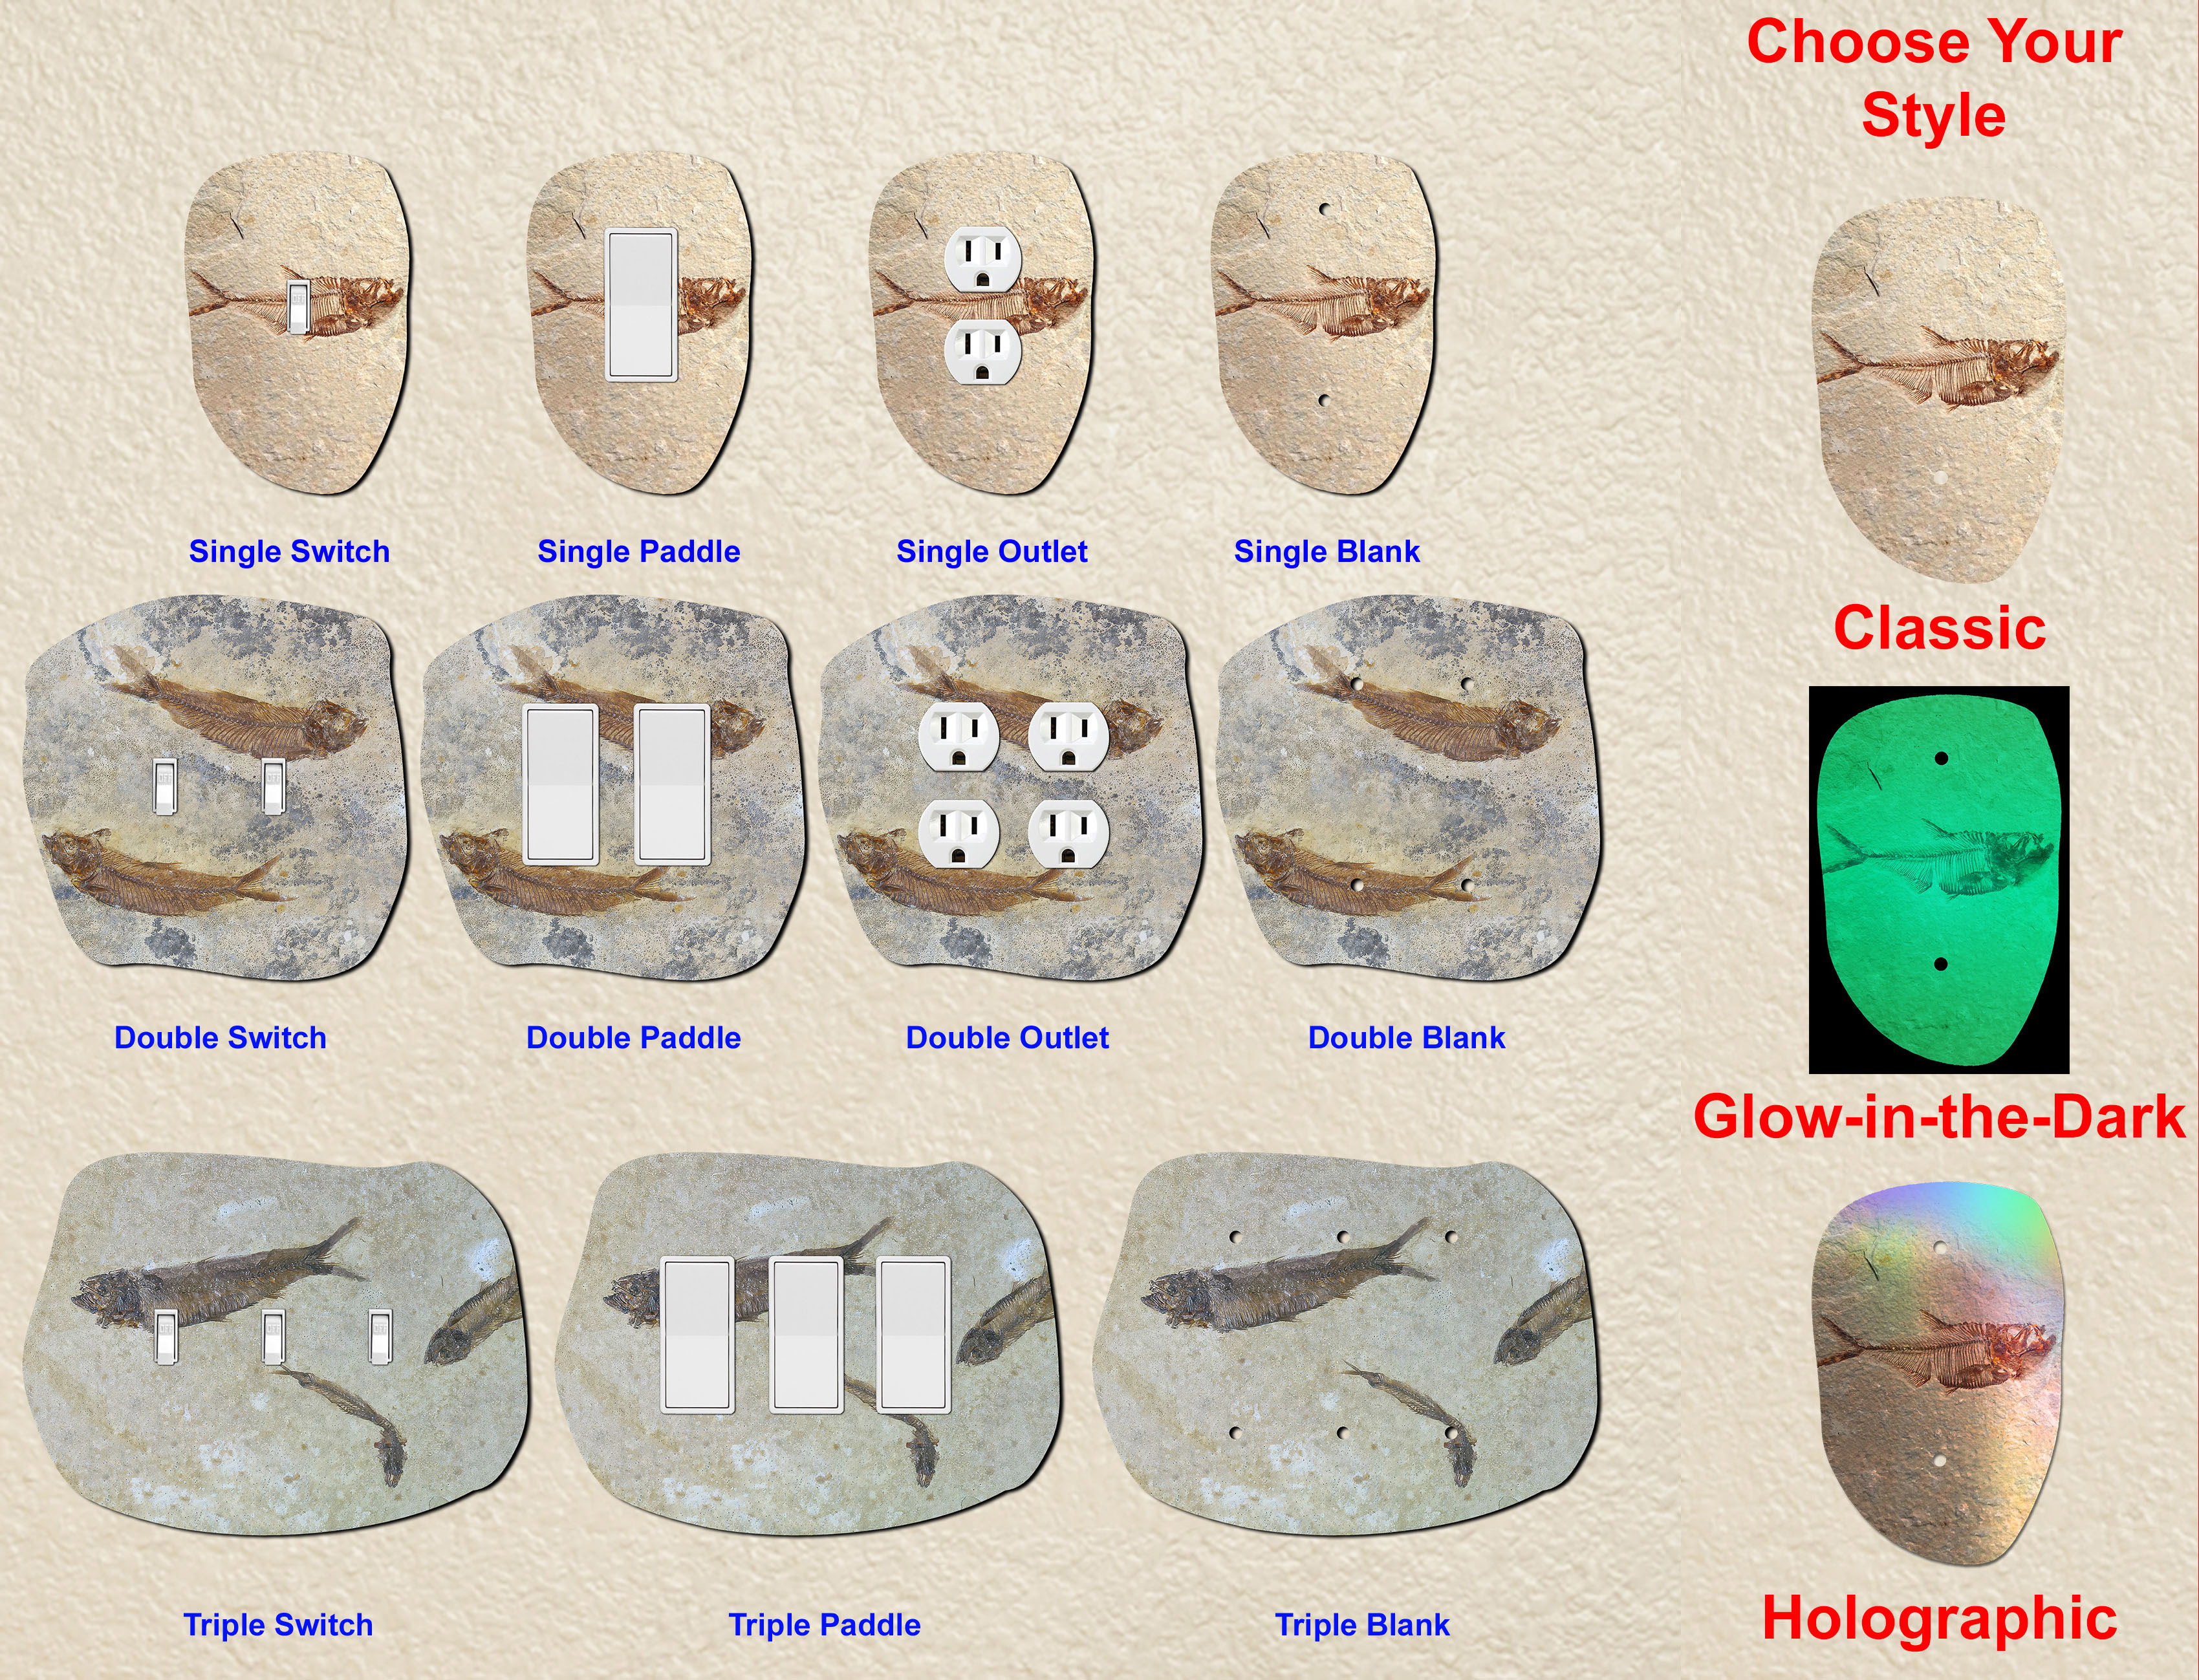 Choose Your
Style
Single Switch
Single Paddle
Single Outlet
Single Blank
Classic
Double Switch
Double Paddle
Double Outlet
Double Blank
Glow-in-the-Dark
Triple Switch
Triple Paddle
Triple Blank
Holographic